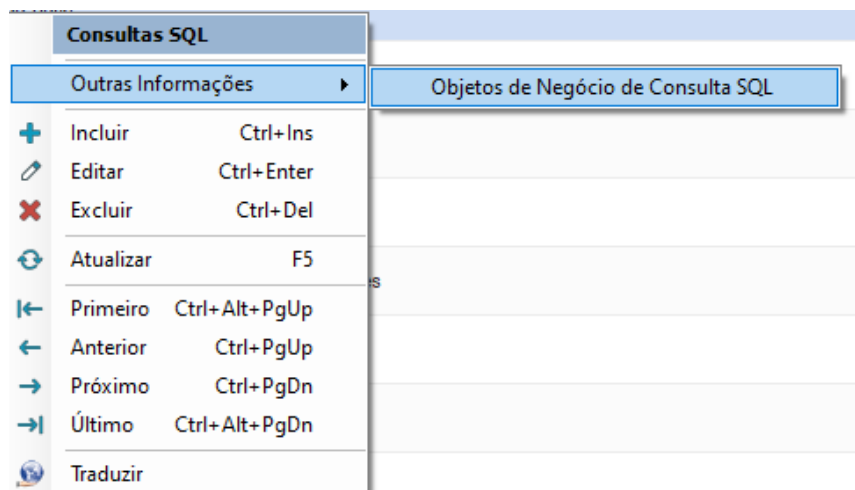 Consultas SQL
Outras Informações
Objetos de Negócio de Consulta SQL
Incluir Ctrl+Ins
Editar Ctrl+Enter
Excluir Ctrl+Del
Atualizar F5
Primeiro Ctrl+Alt+PgUp
Anterior Ctrl+PgUp
Próximo Ctrl+PgDn
Último Ctrl+Alt+PgDn
Traduzir